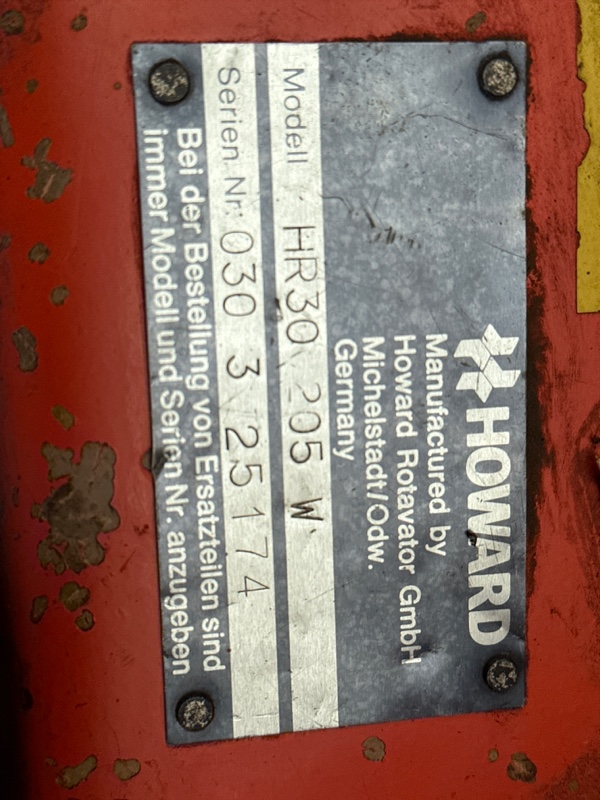 HOWARD
Manufactured by
Howard Rotavator GmbH
Michelstadt/Odw.
Germany
Modell HR30 205 W
Serien Nr: 030 3 25174
Bei der Bestellung von Ersatzteilen sind
immer Modell und Serien Nr. anzugeben